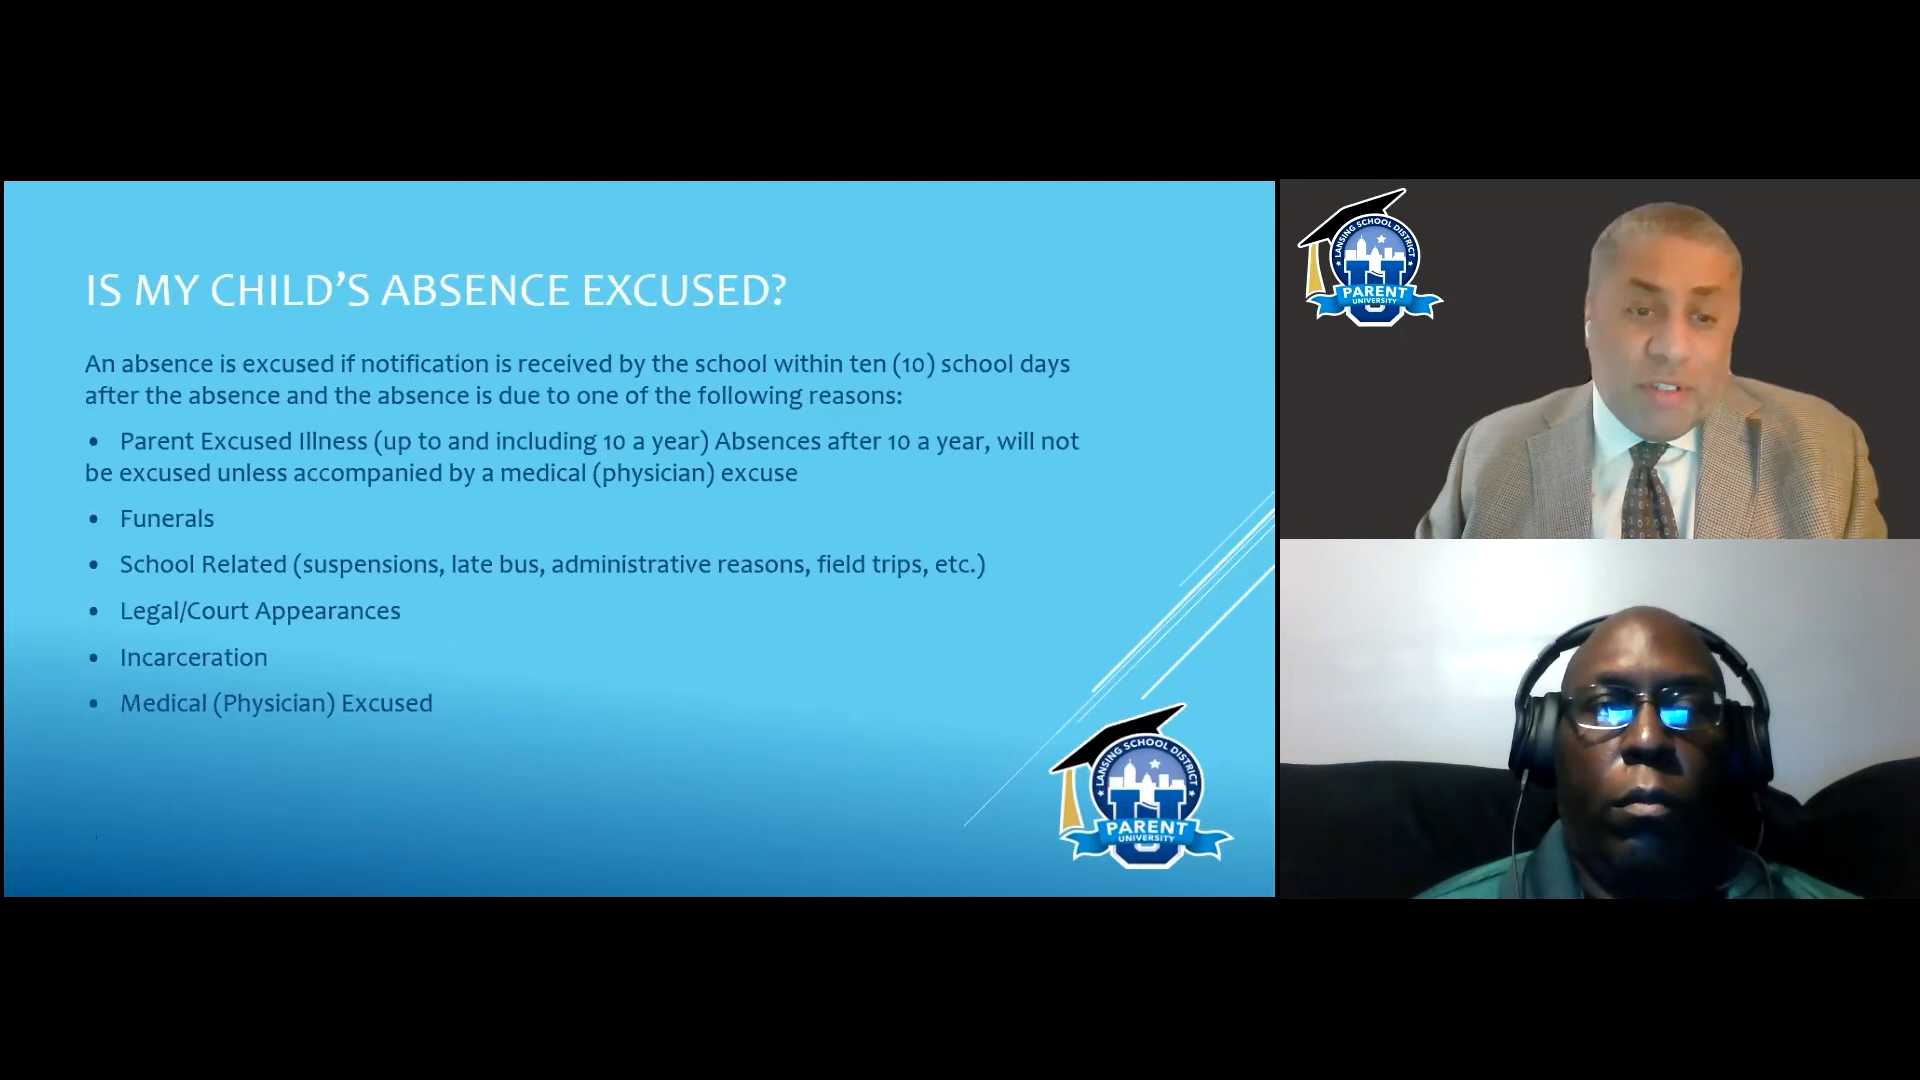 IS MY CHILD'S ABSENCE EXCUSED?
An absence is excused if notification is received by the school within ten (10) school days
after the absence and the absence is due to one of the following reasons:
• Parent Excused Illness (up to and including 10 a year) Absences after 10 a year, will not
be excused unless accompanied by a medical (physician) excuse
• Funerals
• School Related (suspensions, late bus, administrative reasons, field trips, etc.)
• Legal/Court Appearances
• Incarceration
• Medical (Physician) Excused
LANSING SCHOOL DISTRICT
U
PARENT
UNIVERSITY
LANSING SCHOOL DISTRICT
U
PARENT
UNIVERSITY